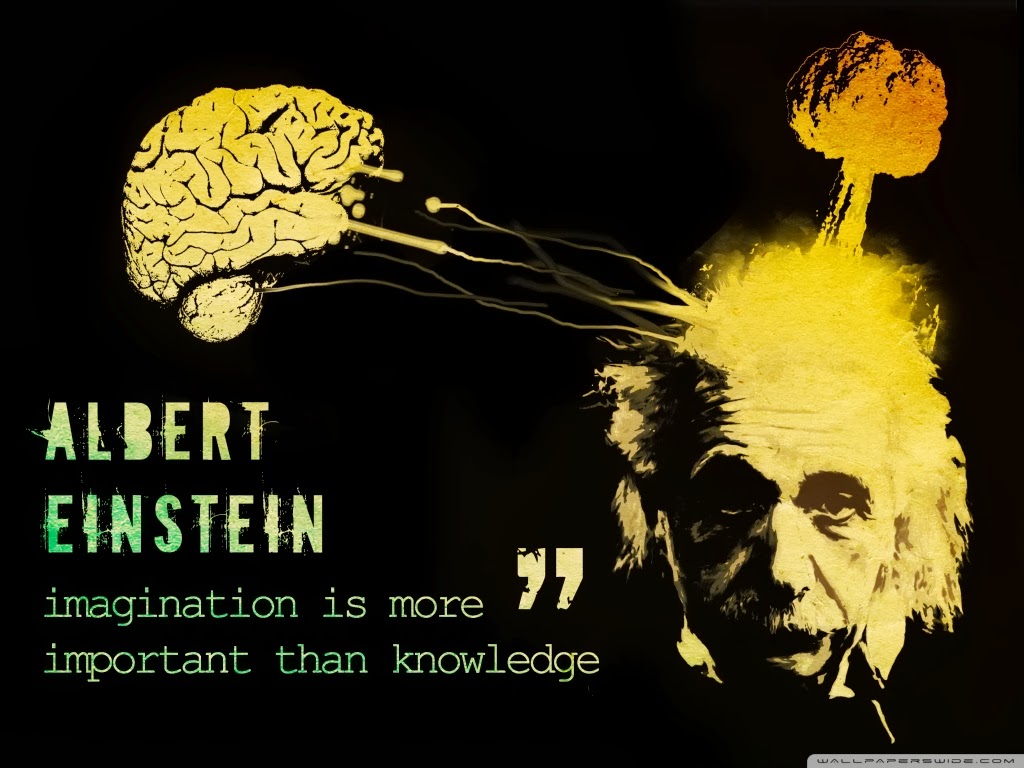 ALBERT
EINSTEIN
imagination is more ”
important than knowledge
WALLPAPERSWIDE.COM